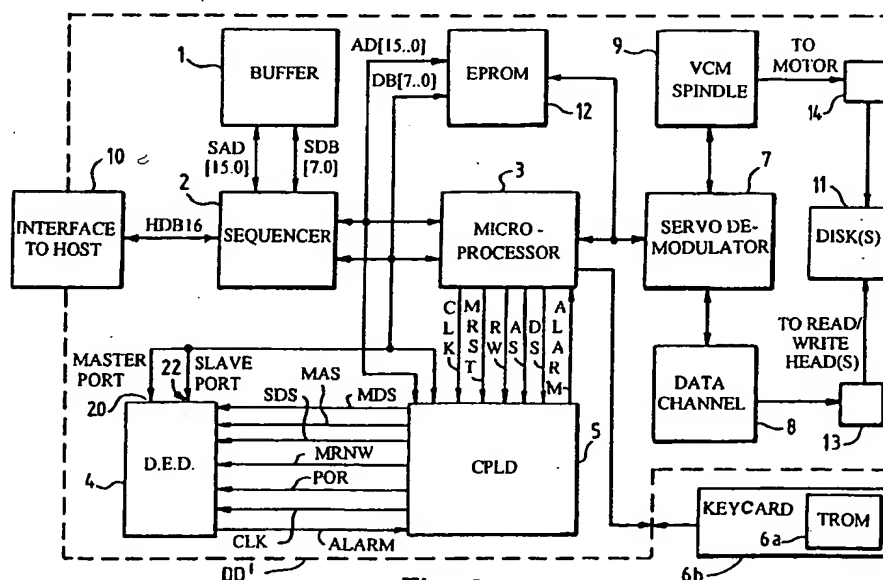 1
BUFFER
AD[15..0]
DB[7..0]
EPROM
12
9
VCM
SPINDLE
TO
MOTOR
14
SAD
[15.0]
SDB
[7.0]
10
INTERFACE
TO HOST
HDB16
2
SEQUENCER
3
MICRO-
PROCESSOR
7
SERVO DE-
MODULATOR
11
DISK(S)
CLK
MRST
RW
AS
DS
ALARM
MASTER
PORT
20
22
SLAVE
PORT
MAS
SDS
MDS
TO READ/
WRITE
HEAD(S)
DATA
CHANNEL
8
13
4
D.E.D.
MRNW
POR
CLK
ALARM
CPLD
5
KEYCARD
6a
TROM
6b
DD'